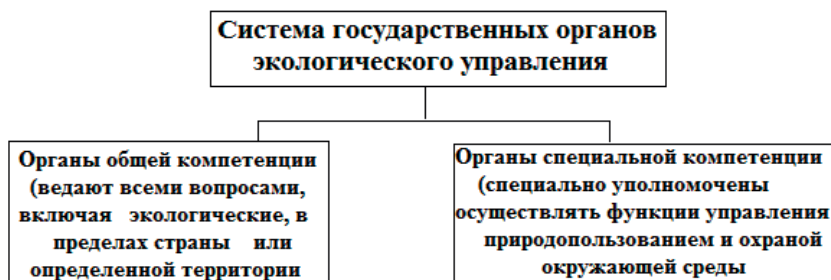 Система государственных органов
экологического управления
Органы общей компетенции
(ведают всеми вопросами,
включая экологические, в
пределах страны или
определенной территории
Органы специальной компетенции
(специально уполномочены
осуществлять функции управления
природопользованием и охраной
окружающей среды